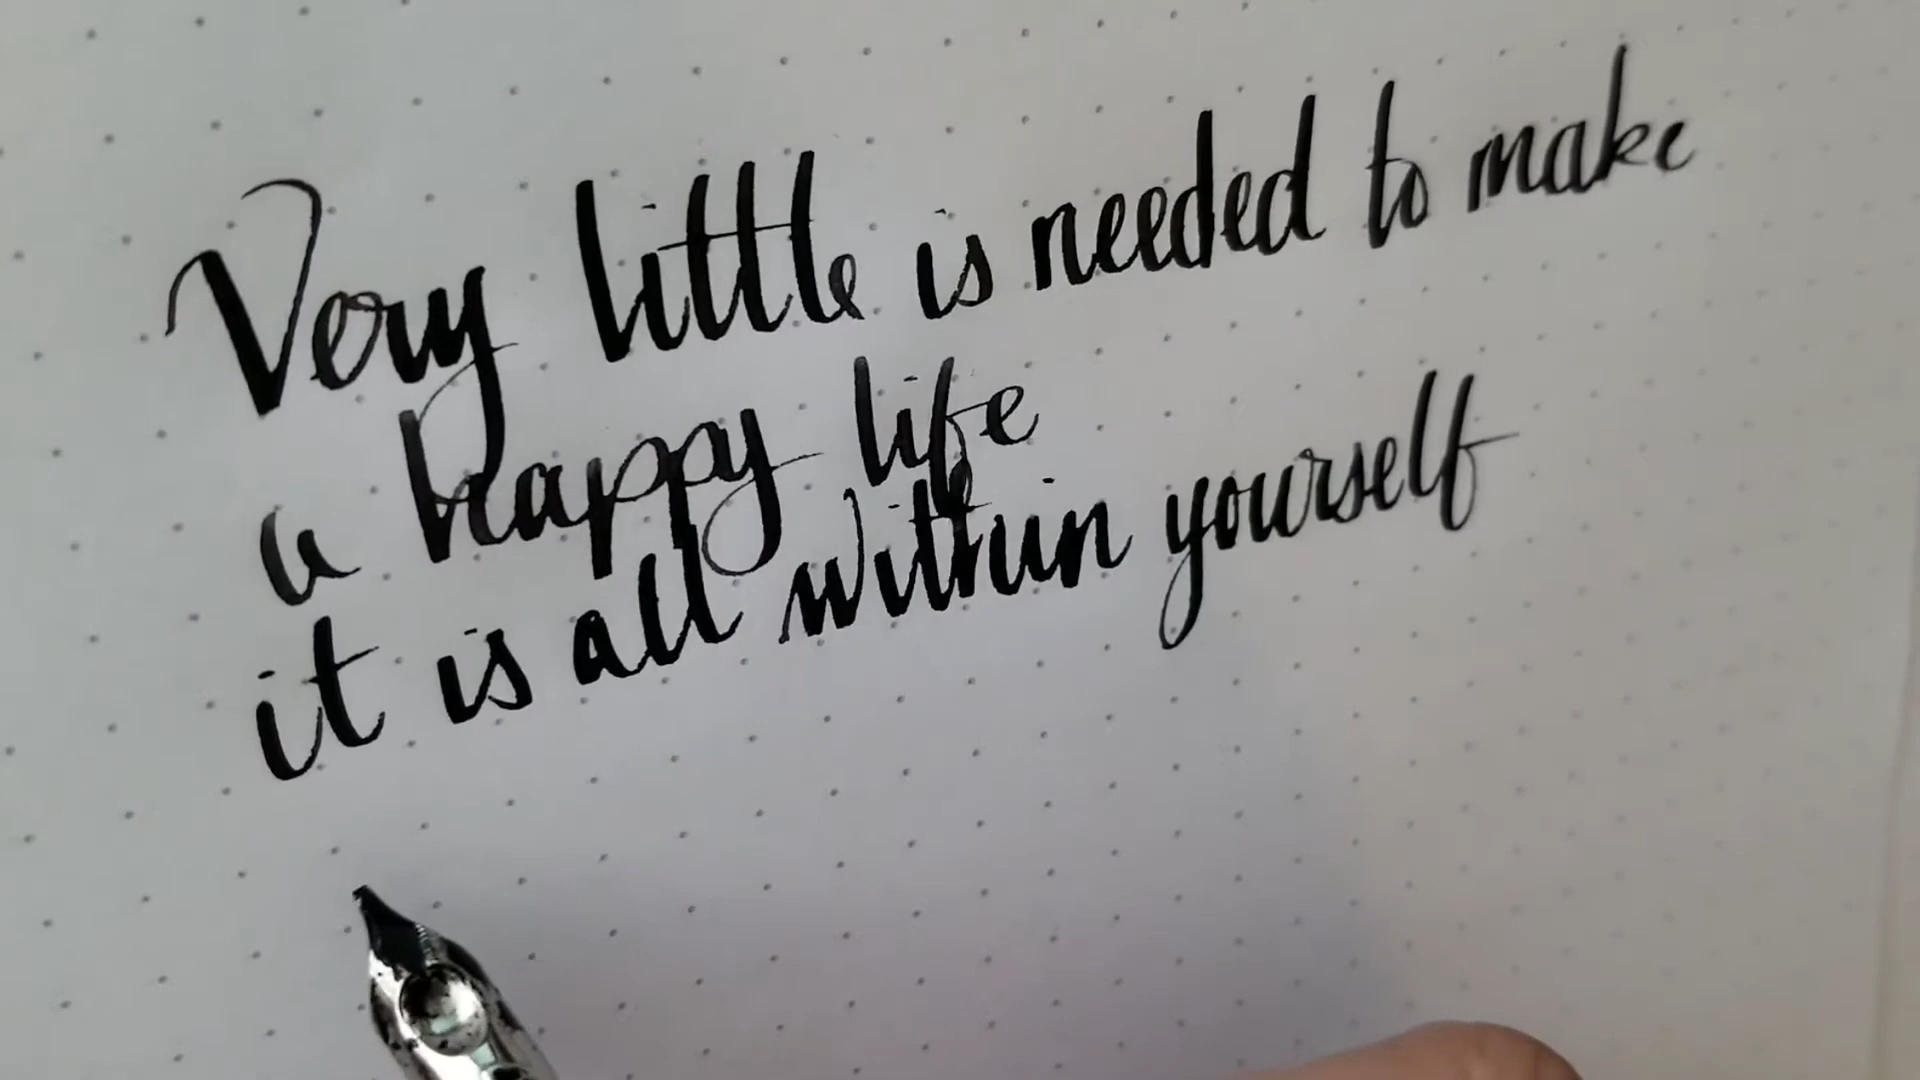 Very little is needed to make
a happy life
it is all within yourself